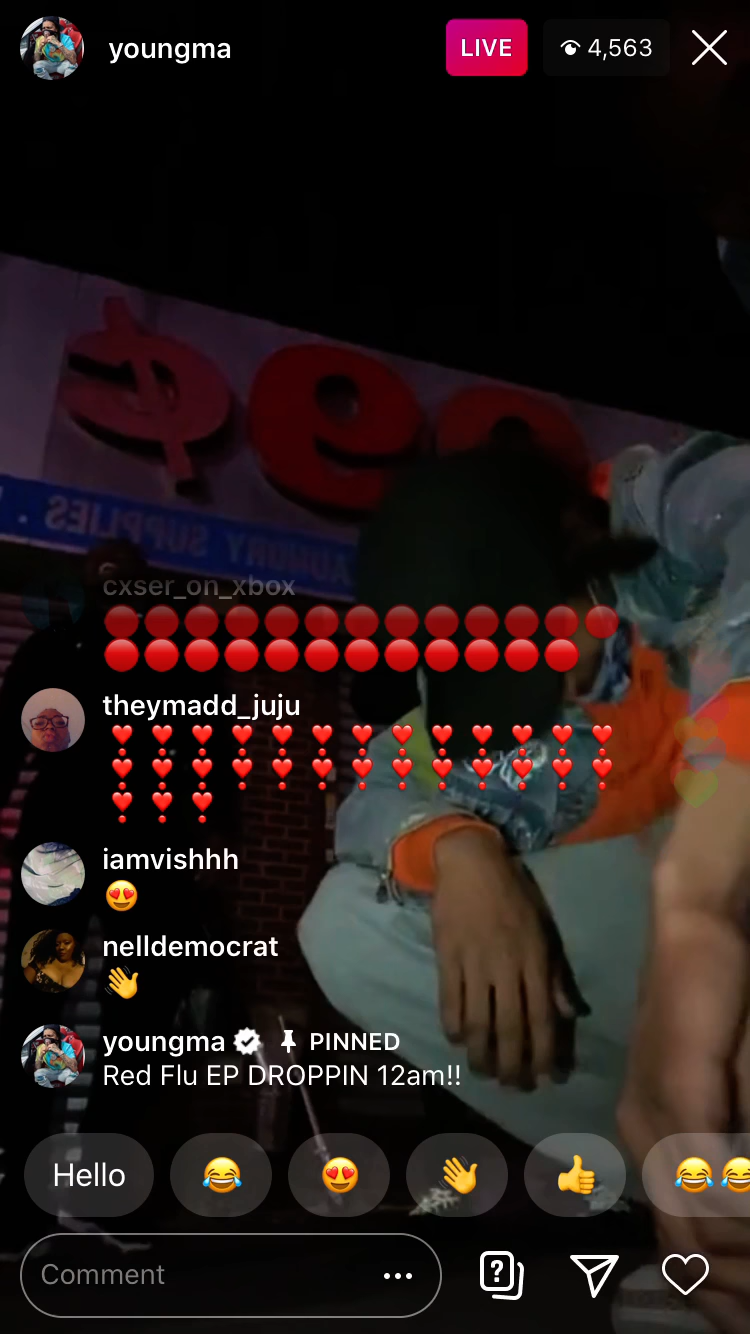 youngma
LIVE
4,563
LAUNDRY SUPPLIES .
cxser_on_xbox
🔴🔴🔴🔴🔴🔴🔴🔴🔴🔴🔴🔴🔴
🔴🔴🔴🔴🔴🔴🔴🔴🔴🔴🔴🔴
theymadd_juju
❣️❣️❣️❣️❣️❣️❣️❣️❣️❣️❣️❣️❣️
❣️❣️❣️❣️❣️❣️❣️❣️❣️❣️❣️❣️❣️
❣️❣️❣️
iamvishhh
😍
nelldemocrat
👋
youngma PINNED
Red Flu EP DROPPIN 12am!!
Hello 😂 😍 👋 👍 😂😂
Comment ...